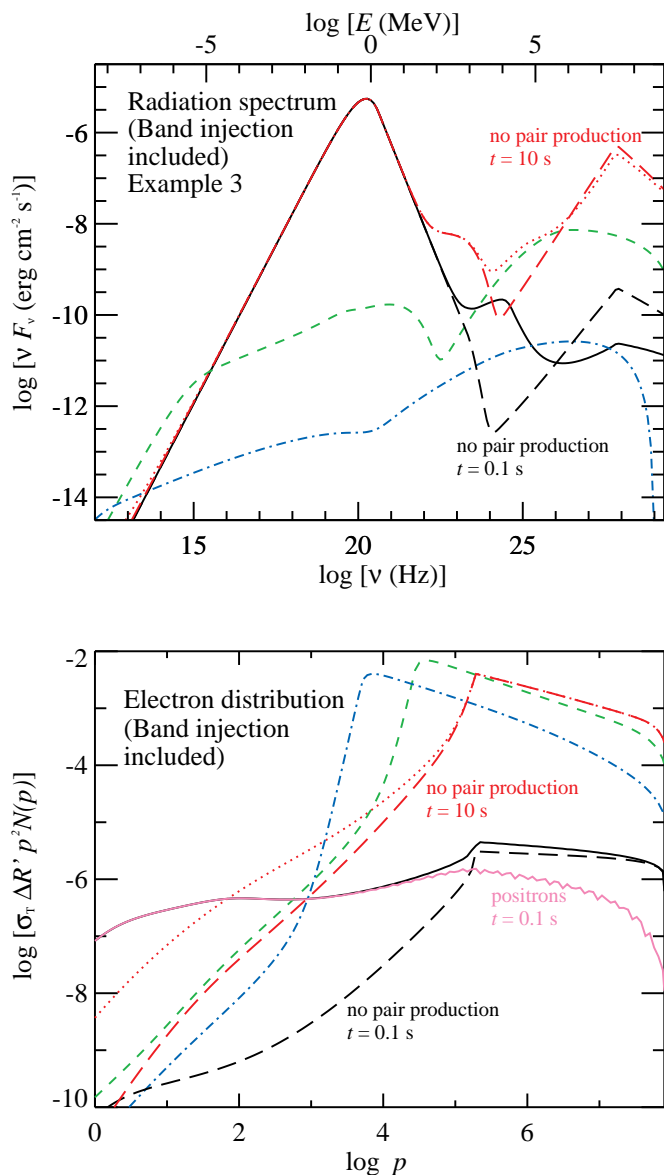 log [E (MeV)]
-5 0 5
Radiation spectrum
(Band injection
included)
Example 3
no pair production
t = 10 s
no pair production
t = 0.1 s
-6
-8
-10
-12
-14
log [ν Fν (erg cm⁻² s⁻¹)]
15 20 25
log [ν (Hz)]
-2
-4
-6
-8
-10
log [σT ΔR’ p²N(p)]
Electron distribution
(Band injection
included)
no pair production
t = 10 s
positrons
t = 0.1 s
no pair production
t = 0.1 s
0 2 4 6
log p